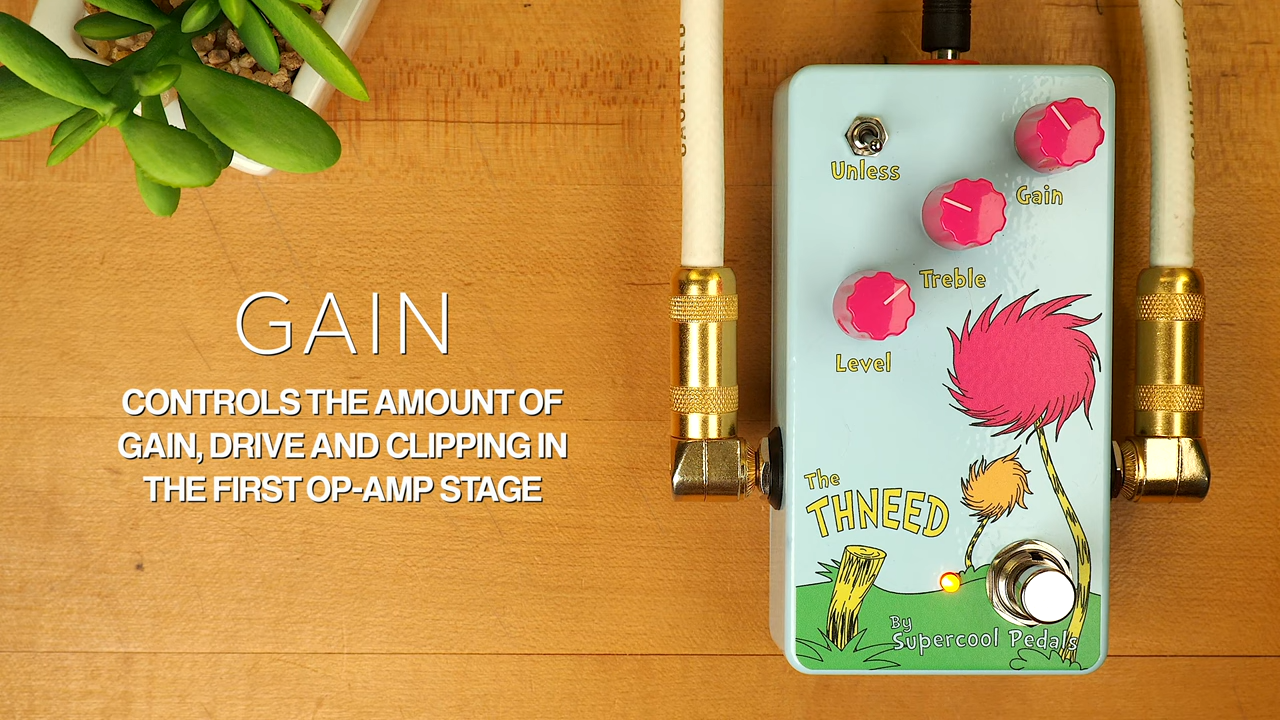 GAIN
CONTROLS THE AMOUNT OF
GAIN, DRIVE AND CLIPPING IN
THE FIRST OP-AMP STAGE
Unless
Gain
Treble
Level
The
THNEED
By
Supercool Pedals